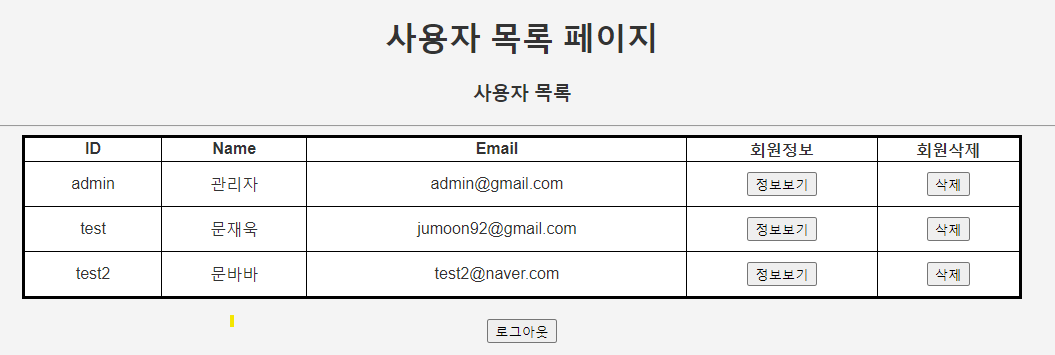 사용자 목록 페이지
사용자 목록
ID Name Email 회원정보 회원삭제
admin 관리자 admin@gmail.com 정보보기 삭제
test 문재욱 jumoon92@gmail.com 정보보기 삭제
test2 문바바 test2@naver.com 정보보기 삭제
로그아웃